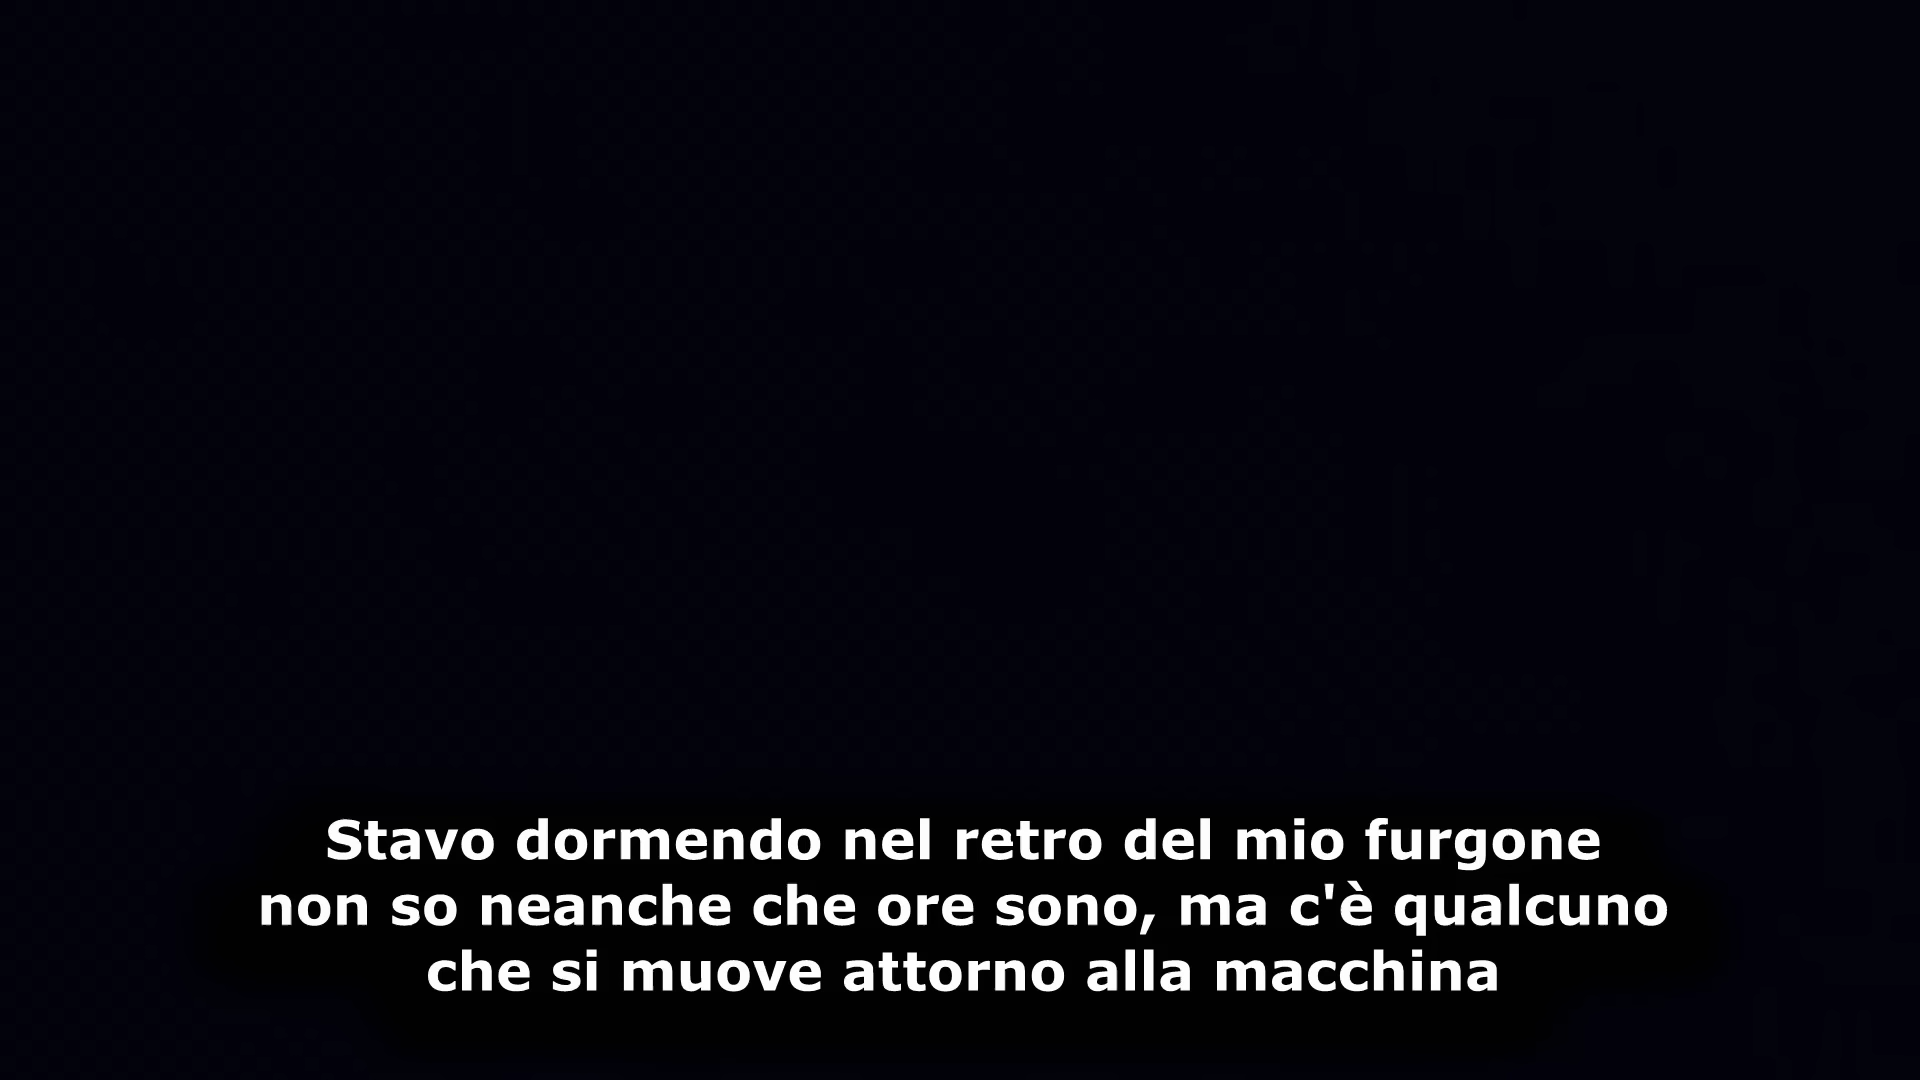 Stavo dormendo nel retro del mio furgone
non so neanche che ore sono, ma c'è qualcuno
che si muove attorno alla macchina